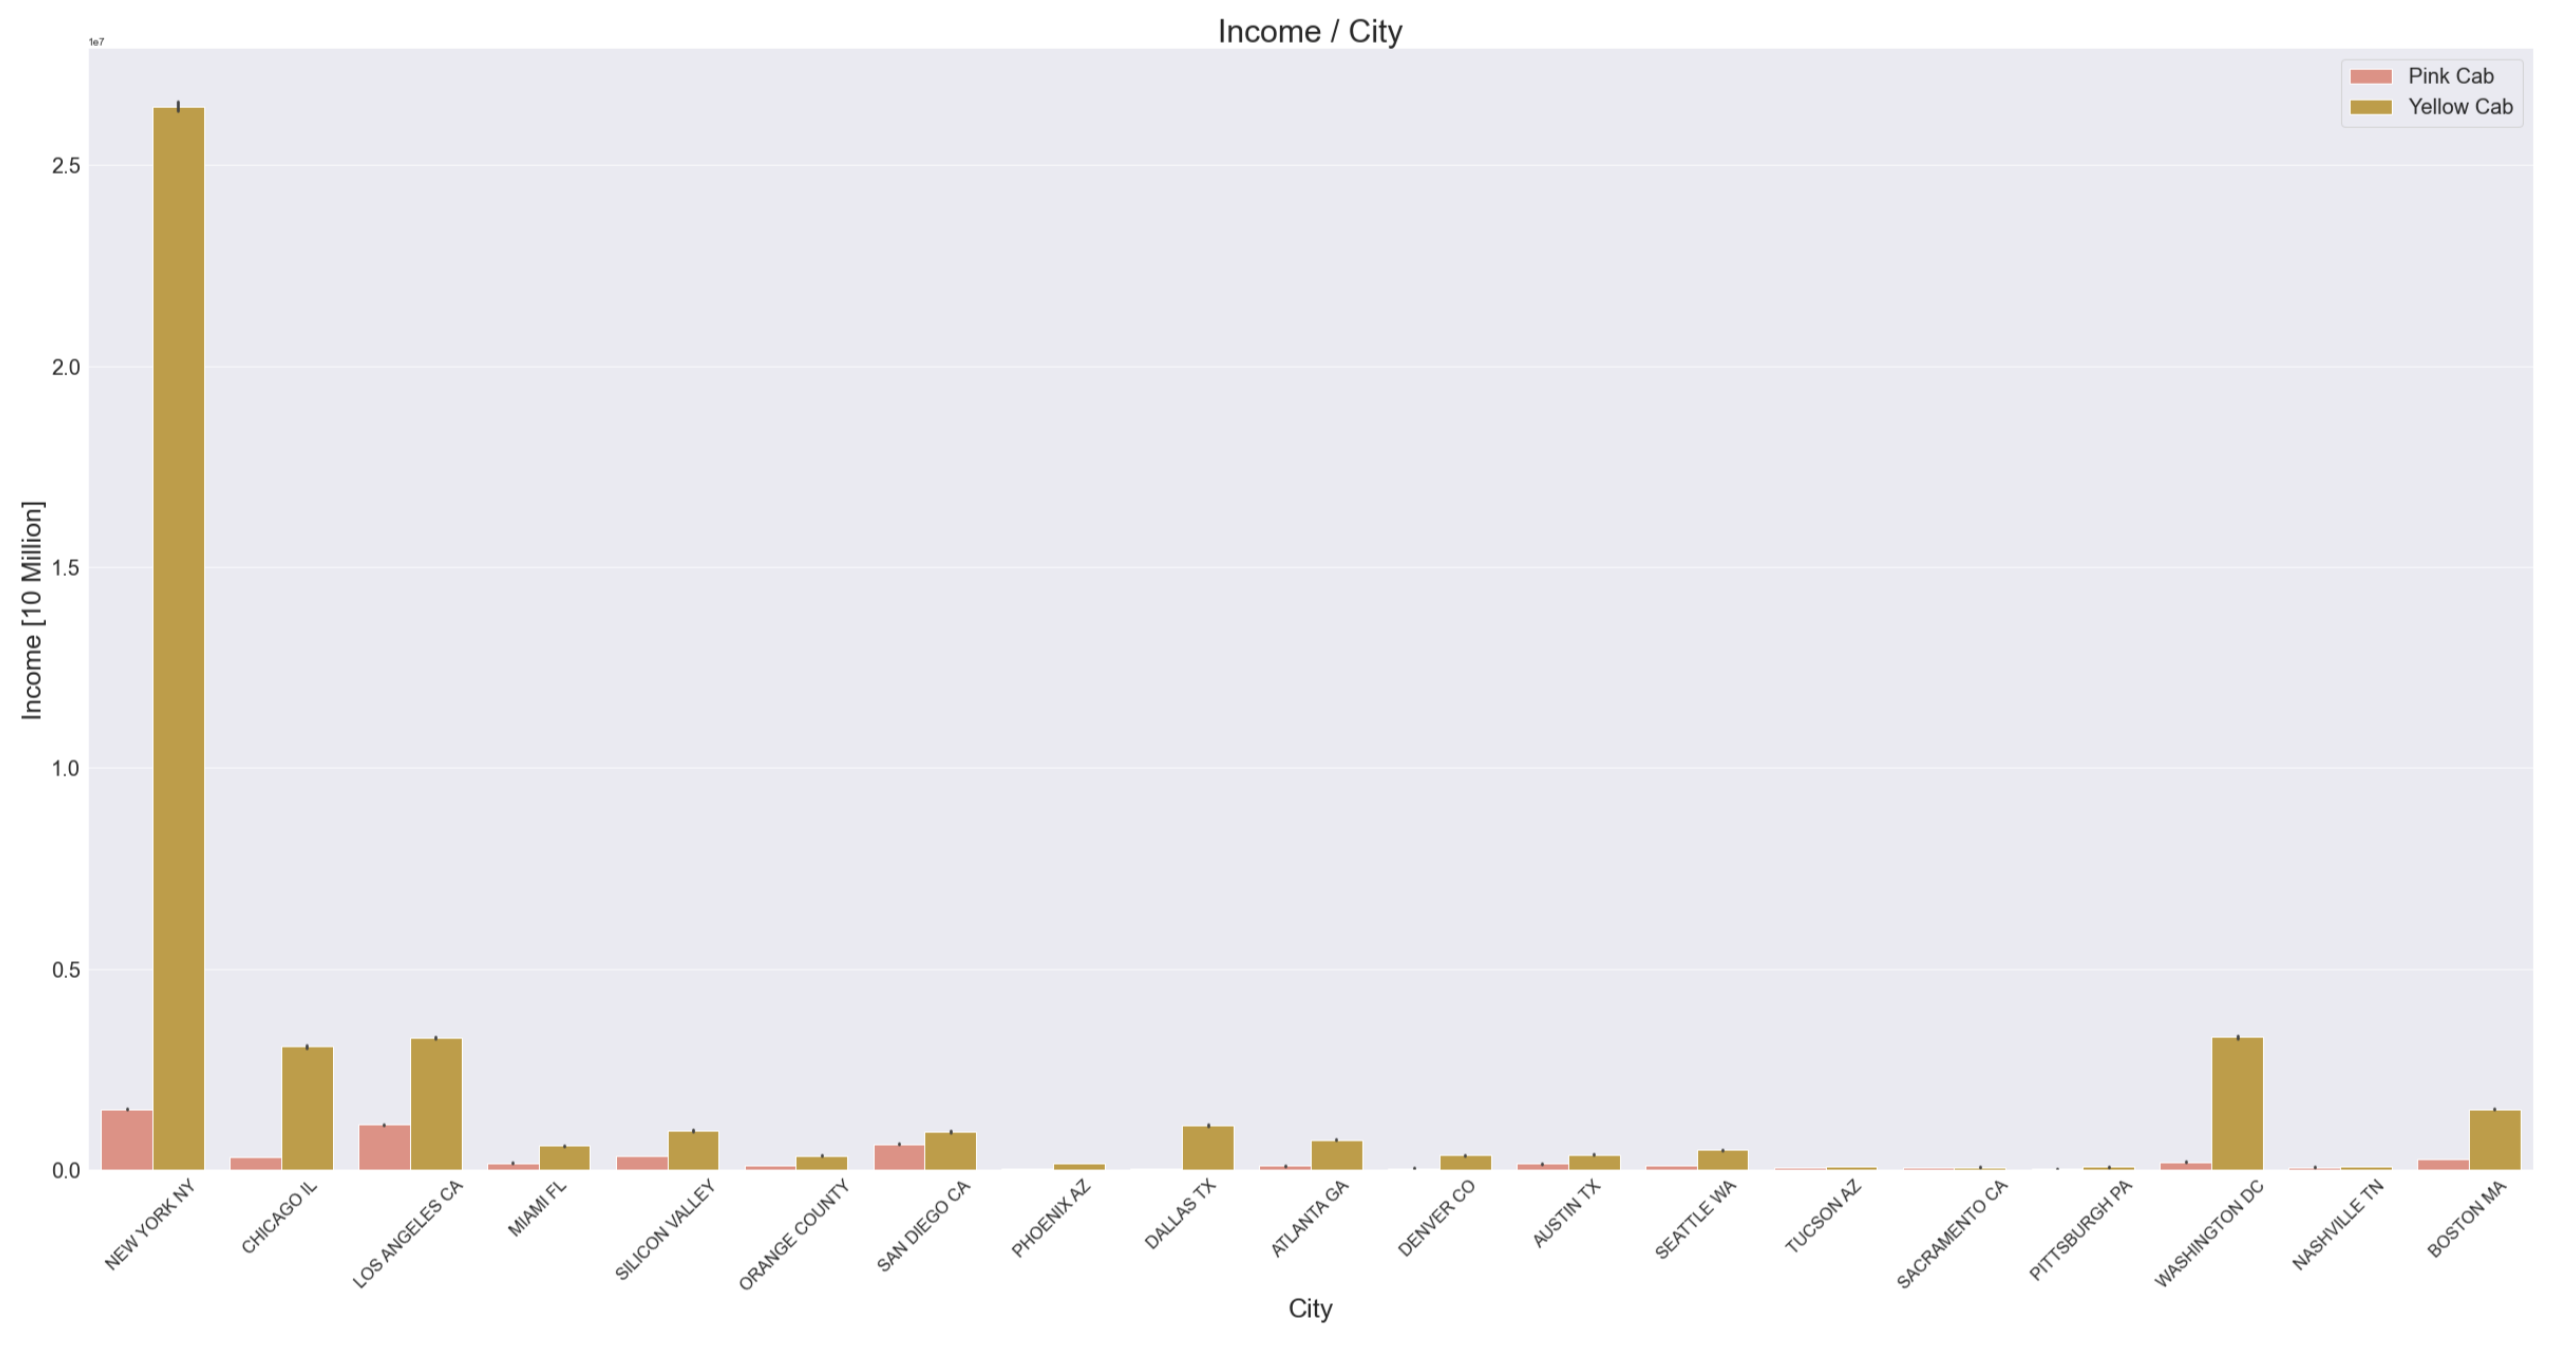 Income / City
1e7
Pink Cab
Yellow Cab
2.5
2.0
1.5
1.0
0.5
0.0
Income [10 Million]
NEW YORK NY
CHICAGO IL
LOS ANGELES CA
MIAMI FL
SILICON VALLEY
ORANGE COUNTY
SAN DIEGO CA
PHOENIX AZ
DALLAS TX
ATLANTA GA
DENVER CO
AUSTIN TX
SEATTLE WA
TUCSON AZ
SACRAMENTO CA
PITTSBURGH PA
WASHINGTON DC
NASHVILLE TN
BOSTON MA
City